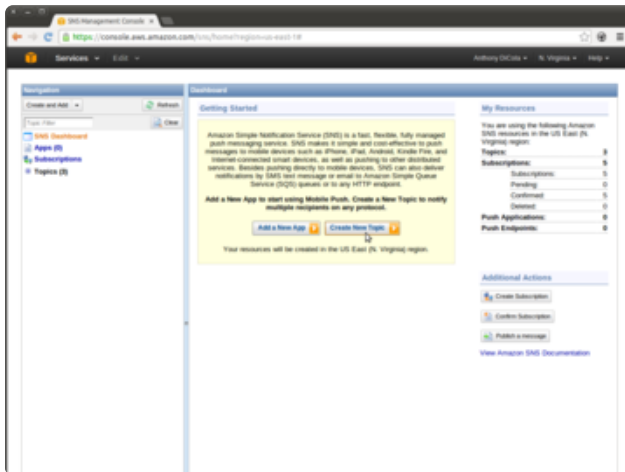 SNS Management Console
https://console.aws.amazon.com/sns/home?region=us-east-1#
Services Edit Anthony DiCola N. Virginia Help
Navigation
Create and Add Refresh
Topic Filter Clear
SNS Dashboard
Apps (0)
Subscriptions
Topics (3)
Dashboard
Getting Started
Amazon Simple Notification Service (SNS) is a fast, flexible, fully managed
push messaging service. SNS makes it simple and cost-effective to push
messages to mobile devices such as iPhone, iPad, Android, Kindle Fire, and
internet-connected smart devices, as well as pushing to other distributed
services. Besides pushing directly to mobile devices, SNS can also deliver
notifications by SMS text message or email to Amazon Simple Queue
Service (SQS) queues or to any HTTP endpoint.
Add a New App to start using Mobile Push. Create a New Topic to notify
multiple recipients on any protocol.
Add a New App Create New Topic
Your resources will be created in the US East (N. Virginia) region.
My Resources
You are using the following Amazon
SNS resources in the US East (N.
Virginia) region:
Topics: 3
Subscriptions: 5
Subscriptions: 5
Pending: 0
Confirmed: 5
Deleted: 0
Push Applications: 0
Push Endpoints: 0
Additional Actions
Create Subscription
Confirm Subscription
Publish a message
View Amazon SNS Documentation